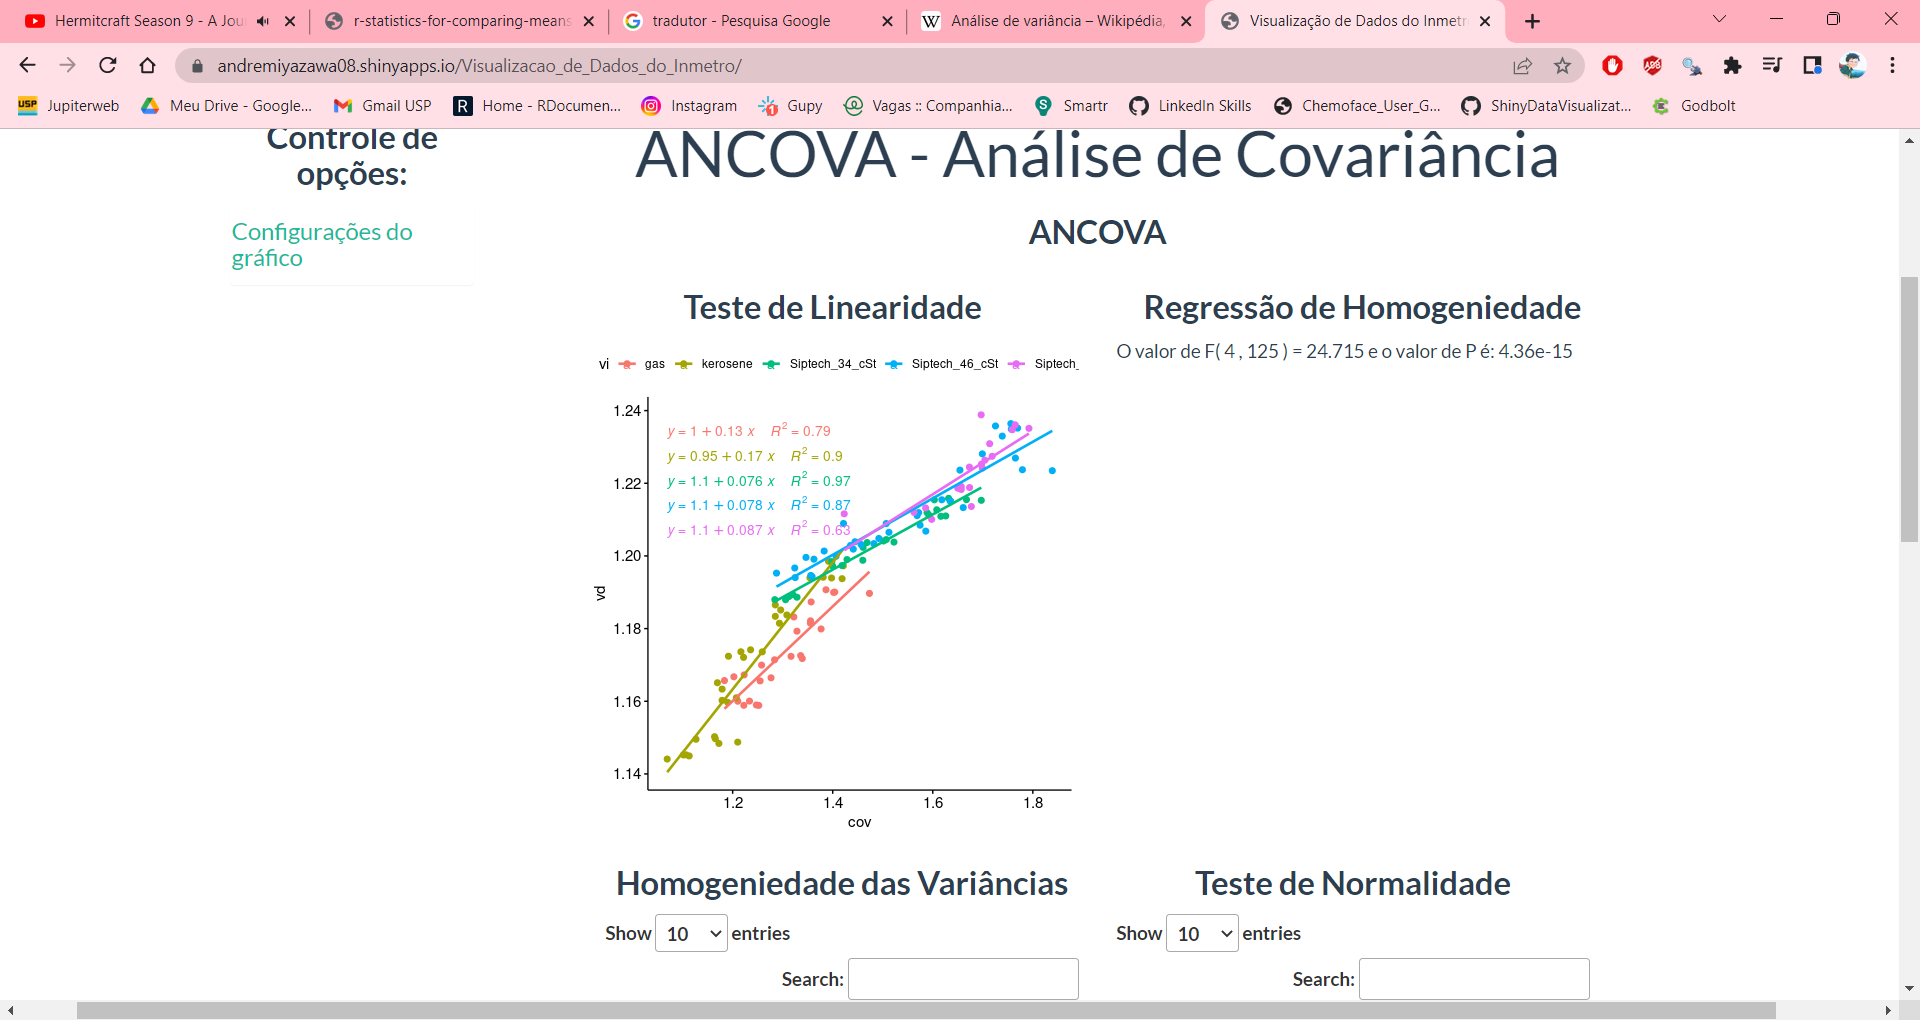 Hermitcraft Season 9 - A Jou
r-statistics-for-comparing-means
tradutor - Pesquisa Google
Análise de variância – Wikipédia,
Visualização de Dados do Inmetr
andremiyazawa08.shinyapps.io/Visualizacao_de_Dados_do_Inmetro/
Jupiterweb
Meu Drive - Google...
Gmail USP
Home - RDocumen...
Instagram
Gupy
Vagas :: Companhia...
Smartr
LinkedIn Skills
Chemoface_User_G...
ShinyDataVisualizat...
Godbolt
Controle de
opções:
Configurações do
gráfico
ANCOVA - Análise de Covariância
ANCOVA
Teste de Linearidade
vi gas kerosene Siptech_34_cSt Siptech_46_cSt Siptech_
1.24
1.22
1.20
1.18
1.16
1.14
vd
y = 1 + 0.13 x R² = 0.79
y = 0.95 + 0.17 x R² = 0.9
y = 1.1 + 0.076 x R² = 0.97
y = 1.1 + 0.078 x R² = 0.87
y = 1.1 + 0.087 x R² = 0.63
1.2 1.4 1.6 1.8
cov
Regressão de Homogeniedade
O valor de F( 4 , 125 ) = 24.715 e o valor de P é: 4.36e-15
Homogeniedade das Variâncias
Show 10 entries
Search:
Teste de Normalidade
Show 10 entries
Search: